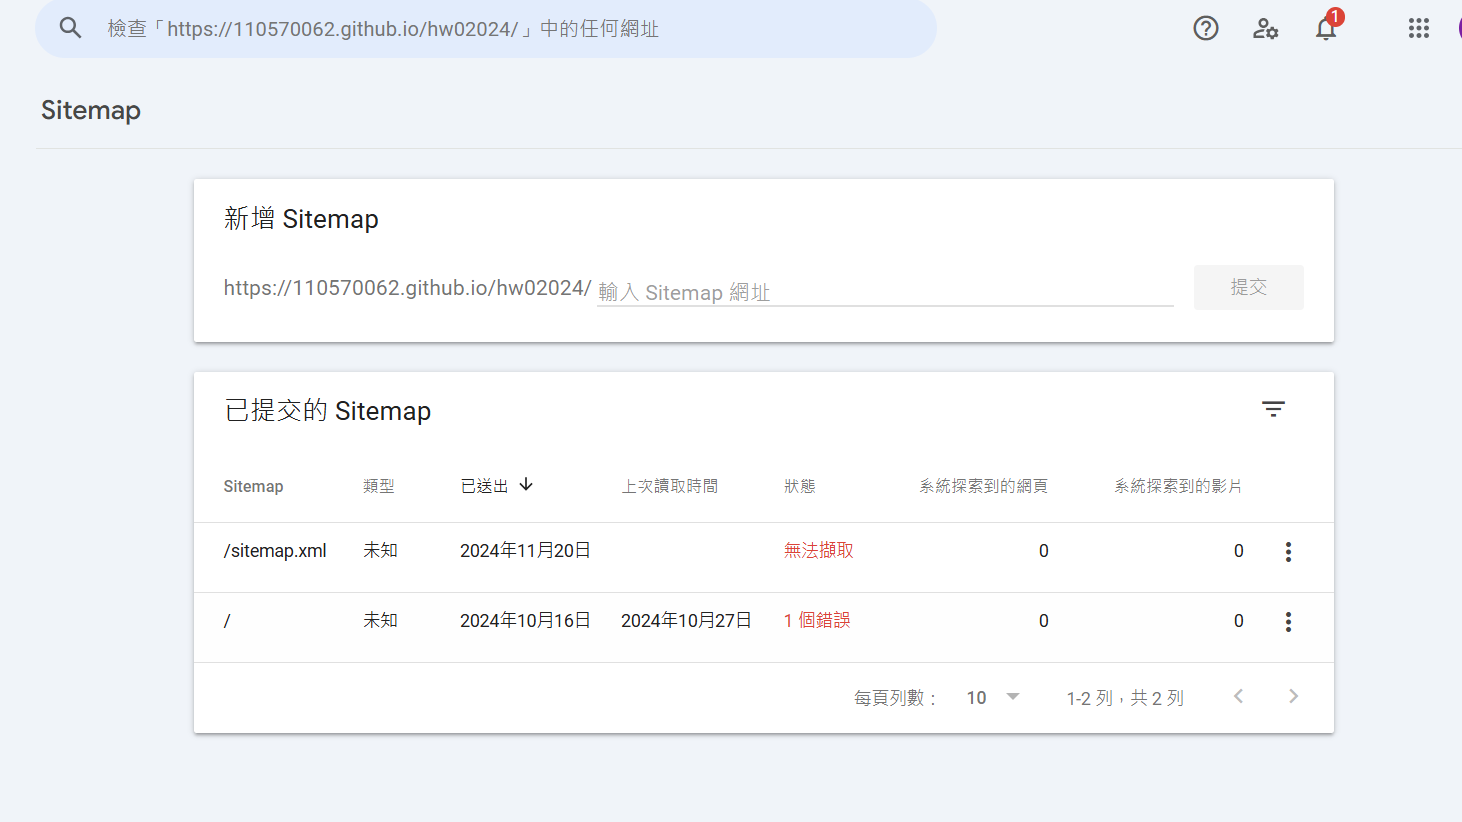 檢查「https://110570062.github.io/hw02024/」中的任何網址
1
Sitemap
新增 Sitemap
https://110570062.github.io/hw02024/ 輸入 Sitemap 網址 提交
已提交的 Sitemap
Sitemap 類型 已送出 上次讀取時間 狀態 系統探索到的網頁 系統探索到的影片
/sitemap.xml 未知 2024年11月20日 無法擷取 0 0
/ 未知 2024年10月16日 2024年10月27日 1 個錯誤 0 0
每頁列數： 10 1-2 列，共 2 列